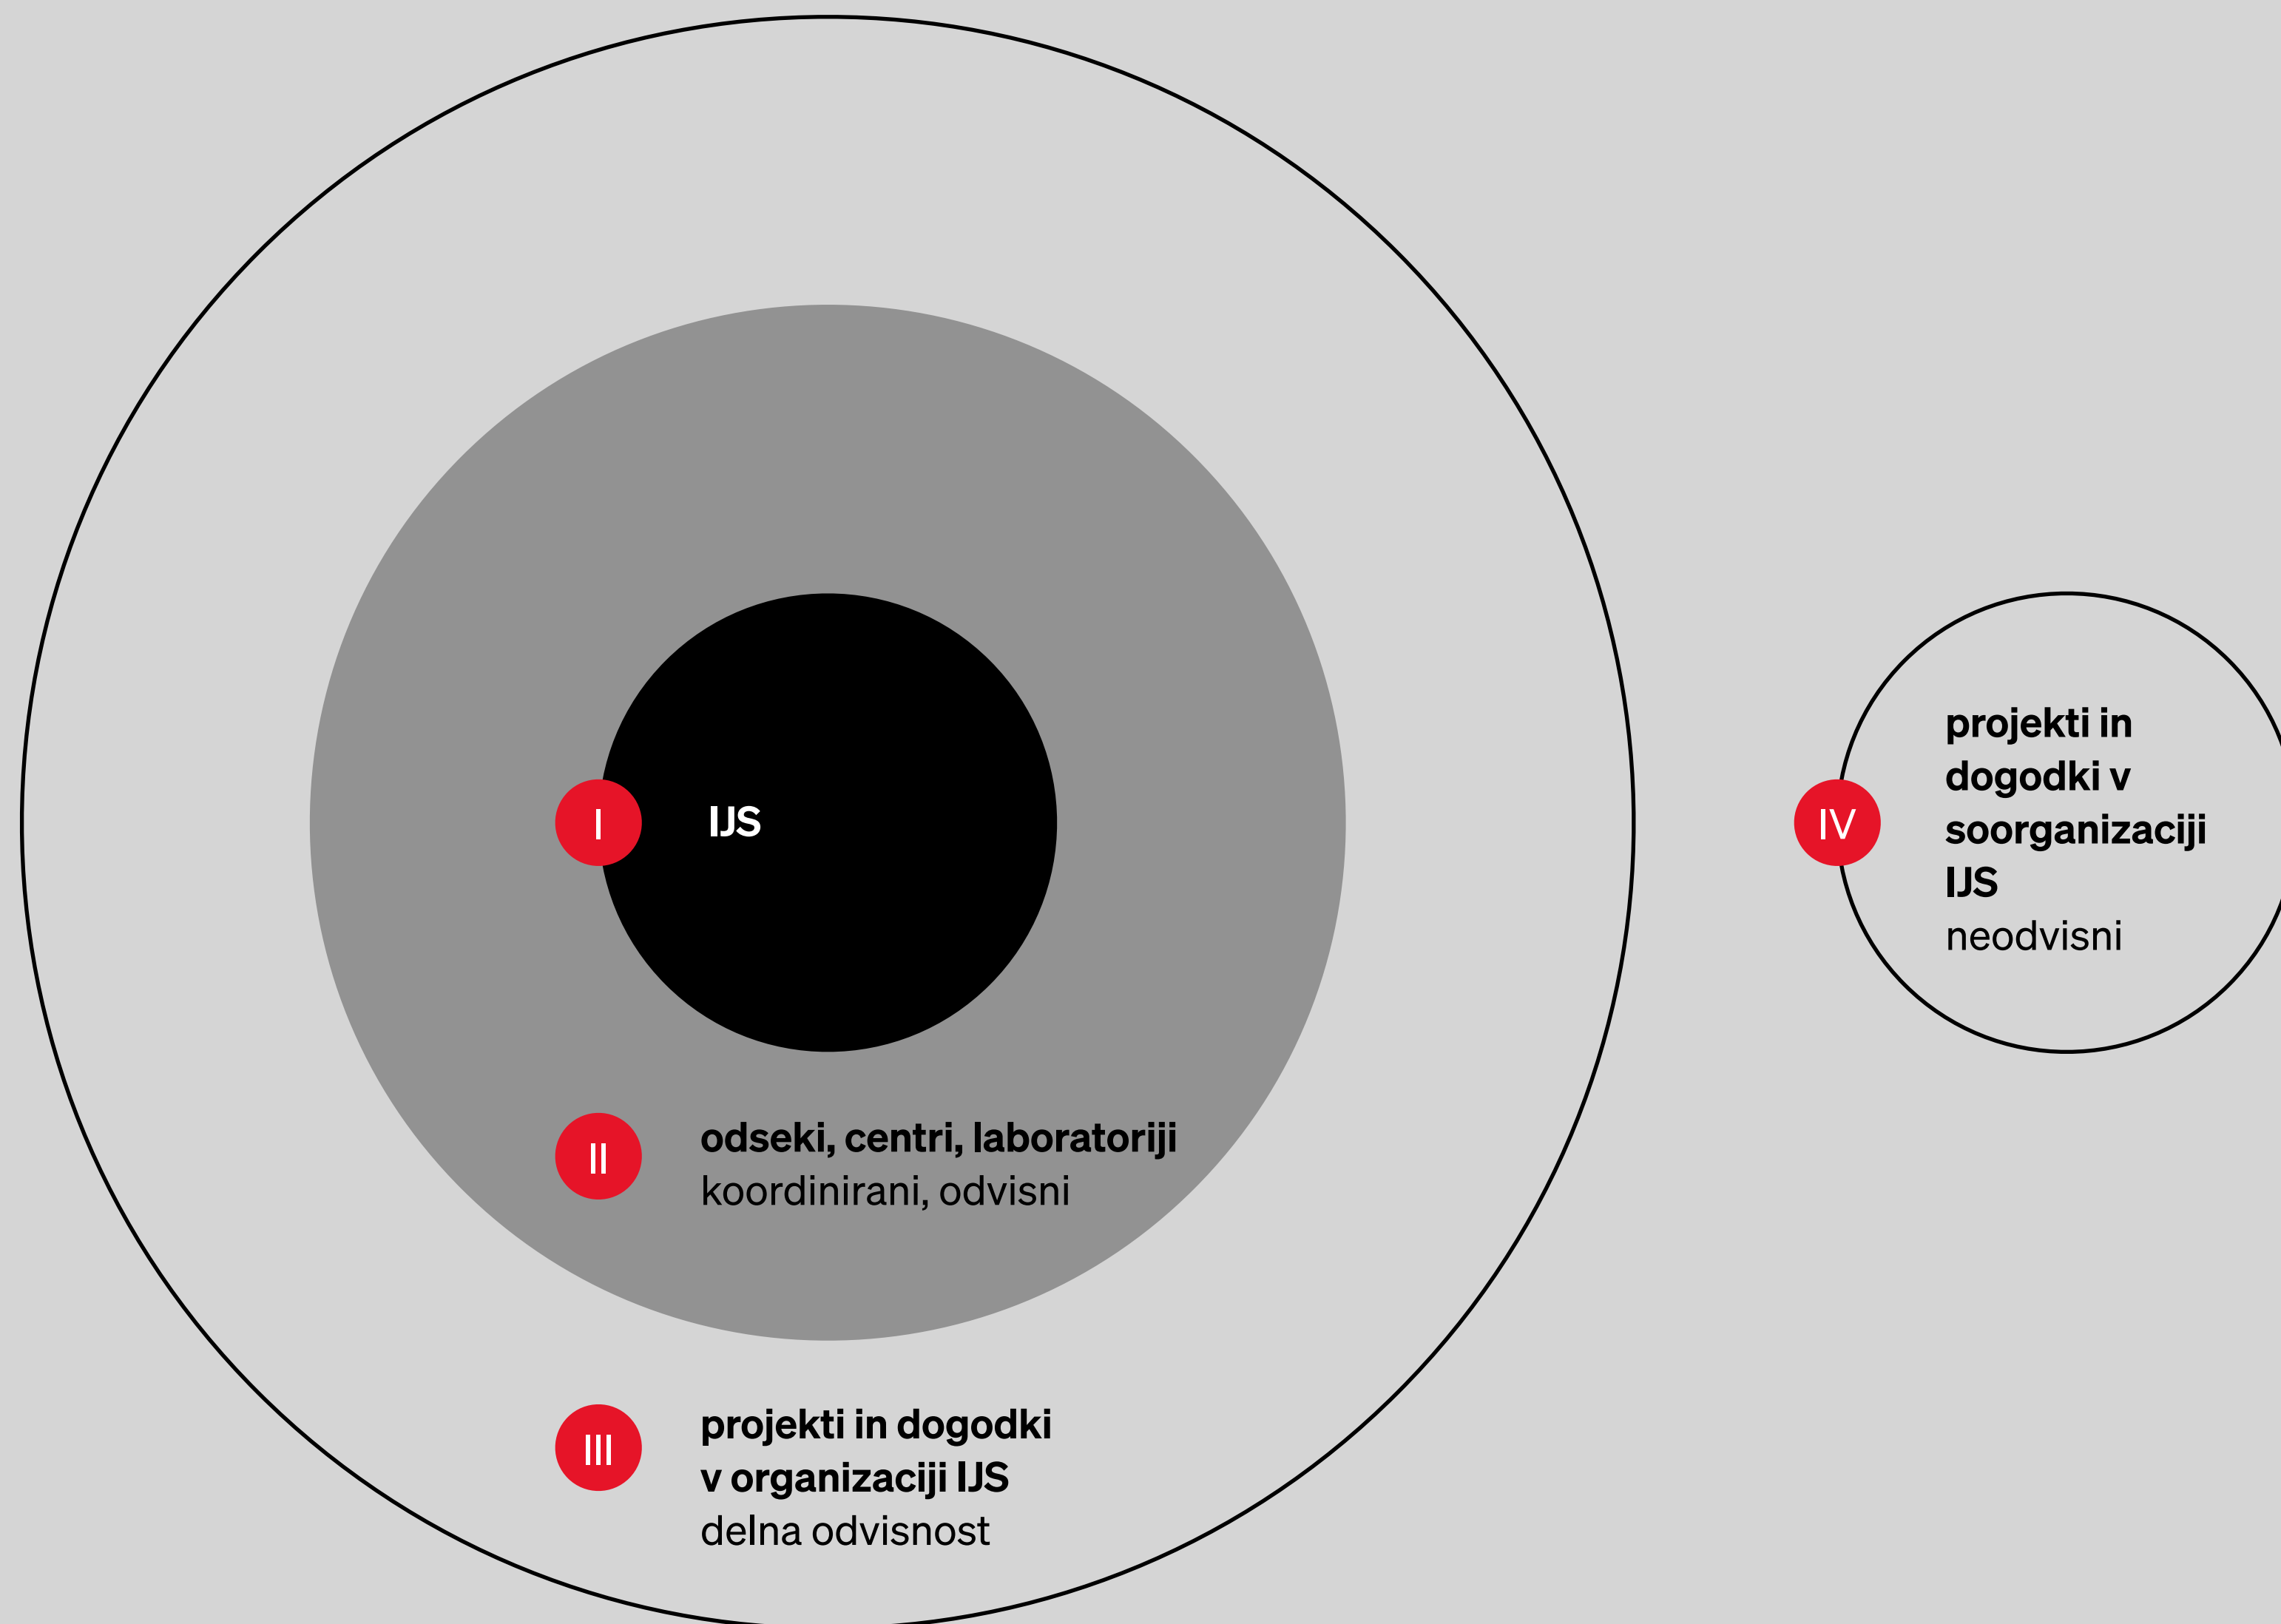 I
IJS
II
odseki, centri, laboratoriji
koordinirani, odvisni
III
projekti in dogodki
v organizaciji IJS
delna odvisnost
IV
projekti in
dogodki v
soorganizaciji
IJS
neodvisni